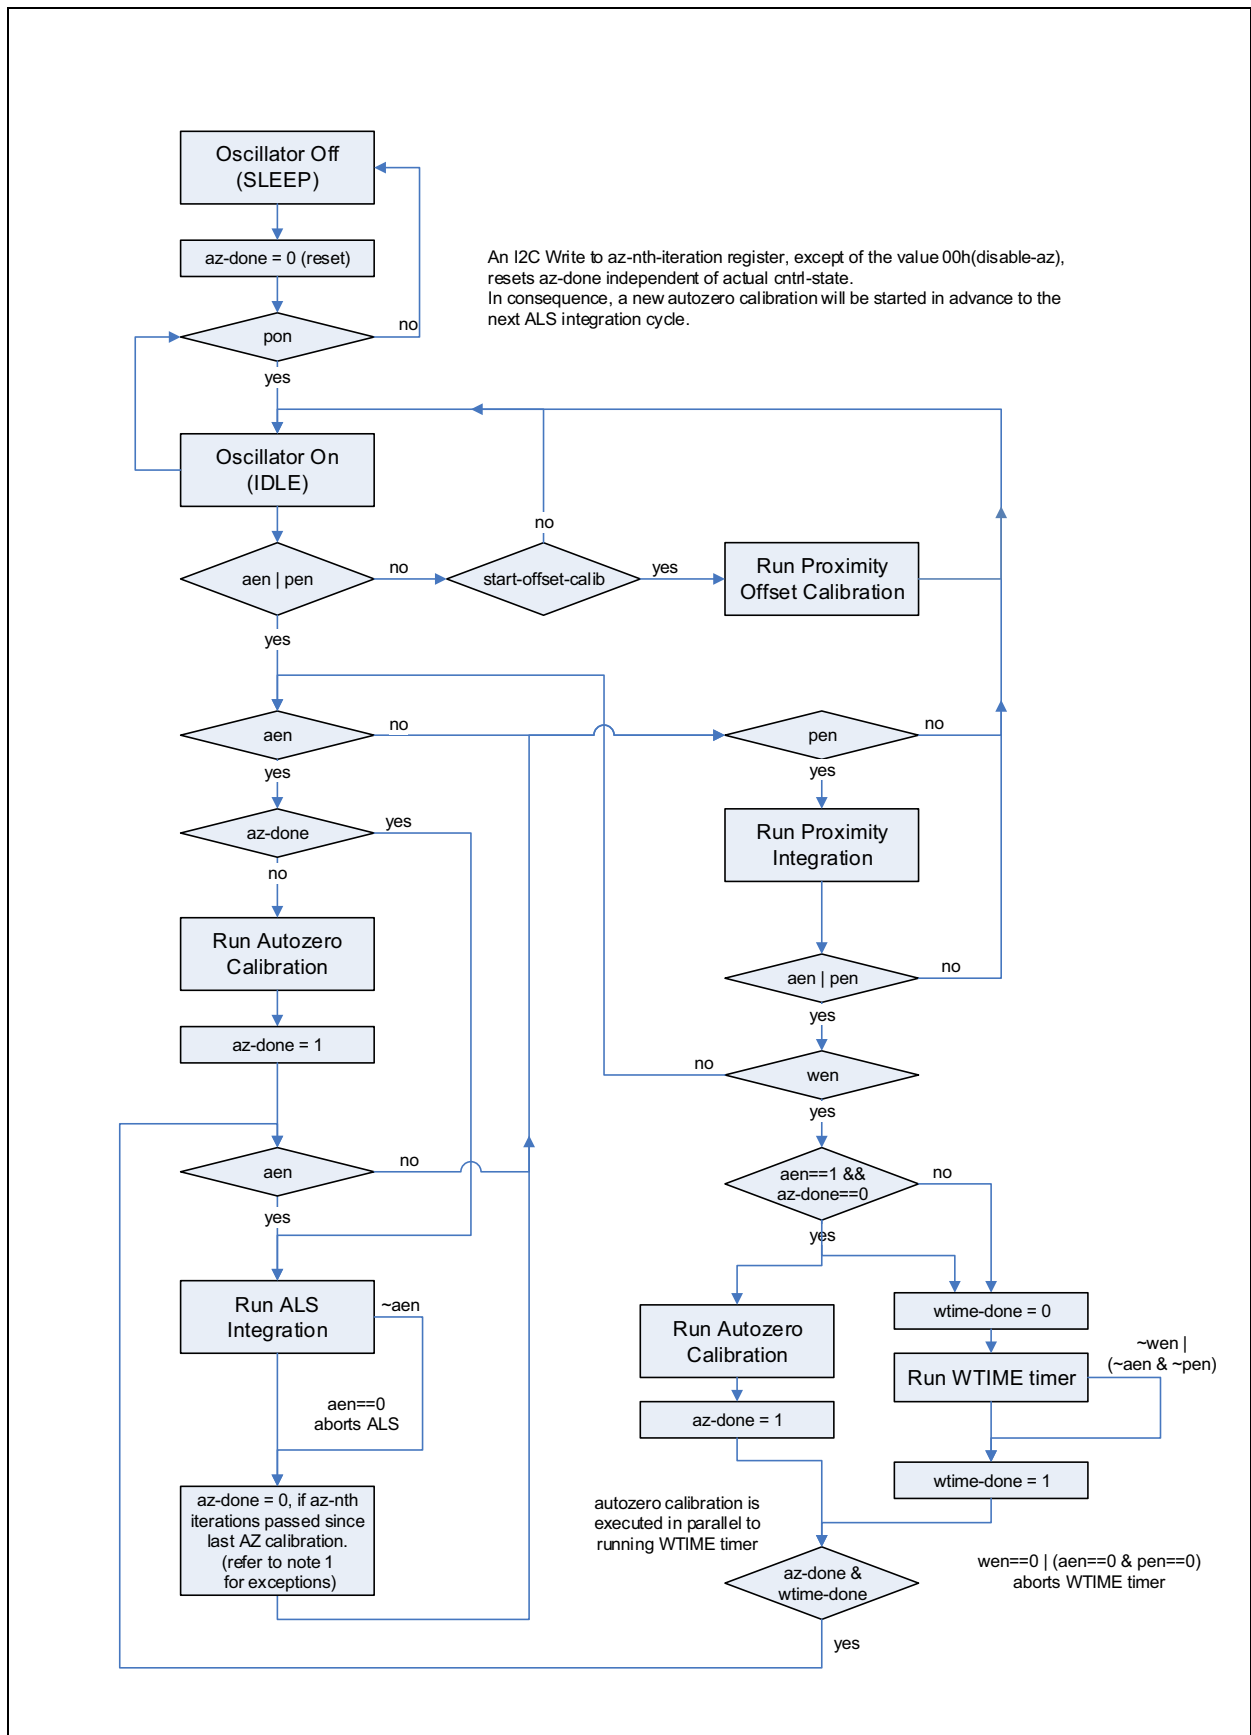 Oscillator Off
(SLEEP)
az-done = 0 (reset)
An I2C Write to az-nth-iteration register, except of the value 00h(disable-az),
resets az-done independent of actual cntrl-state.
In consequence, a new autozero calibration will be started in advance to the
next ALS integration cycle.
pon
no
yes
Oscillator On
(IDLE)
no
aen | pen
no
start-offset-calib
yes
Run Proximity
Offset Calibration
yes
aen
no
pen
no
yes
yes
az-done
yes
Run Proximity
Integration
no
Run Autozero
Calibration
aen | pen
no
yes
az-done = 1
no
wen
yes
aen
no
aen==1 &&
az-done==0
no
yes
yes
Run ALS
Integration
~aen
aen==0
aborts ALS
Run Autozero
Calibration
wtime-done = 0
~wen |
(~aen & ~pen)
Run WTIME timer
az-done = 1
wtime-done = 1
az-done = 0, if az-nth
iterations passed since
last AZ calibration.
(refer to note 1
for exceptions)
autozero calibration is
executed in parallel to
running WTIME timer
az-done &
wtime-done
wen==0 | (aen==0 & pen==0)
aborts WTIME timer
yes